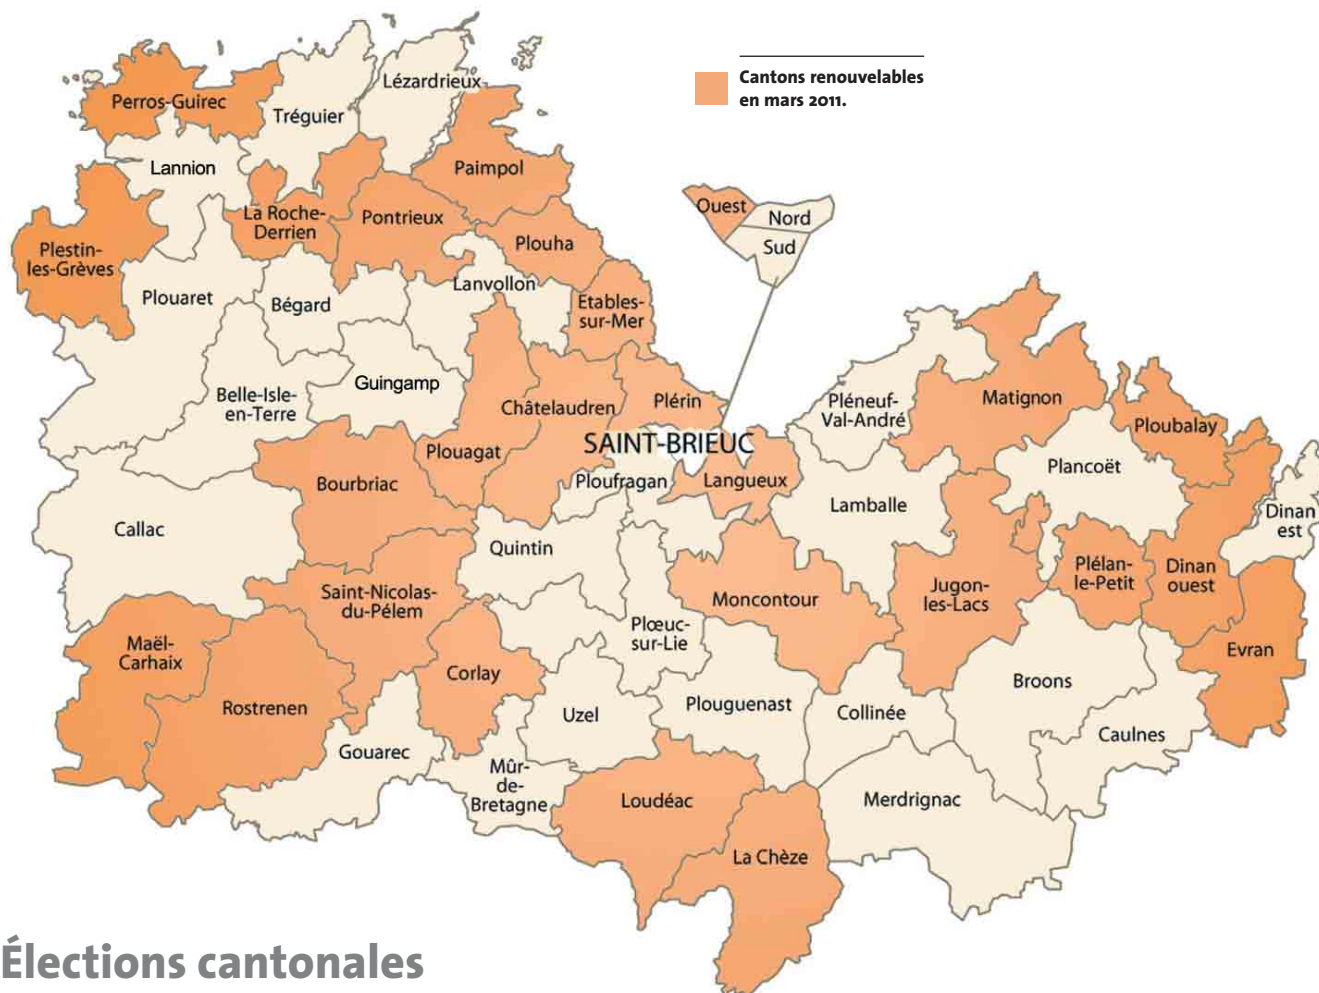 Cantons renouvelables
en mars 2011.
Lézardrieux
Perros-Guirec
Tréguier
Lannion
Paimpol
La Roche-
Derrien
Pontrieux
Ouest
Nord
Sud
Plouha
Plestin-
les-Grèves
Plouaret
Bégard
Lanvollon
Etables-
sur-Mer
Guingamp
Belle-Isle-
en-Terre
Châtelaudren
Plérin
Pléneuf-
Val-André
Matignon
Ploubalay
SAINT-BRIEUC
Plouagat
Bourbriac
Ploufragan
Langueux
Plancoët
Lamballe
Dinan
est
Callac
Quintin
Saint-Nicolas-
du-Pélem
Moncontour
Jugon-
les-Lacs
Plélan-
le-Petit
Dinan
ouest
Maël-
Carhaix
Plœuc-
sur-Lie
Evran
Corlay
Broons
Rostrenen
Uzel
Plouguenast
Collinée
Caulnes
Gouarec
Mûr-
de-
Bretagne
Loudéac
Merdrignac
La Chèze
Élections cantonales